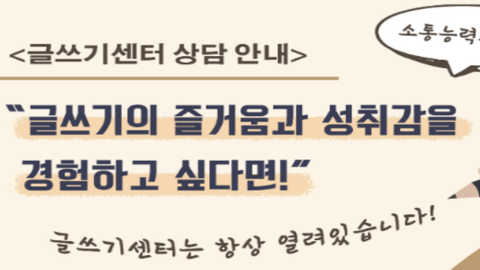 <글쓰기센터 상담 안내>
소통능력
"글쓰기의 즐거움과 성취감을
경험하고 싶다면!"
글쓰기센터는 항상 열려있습니다!